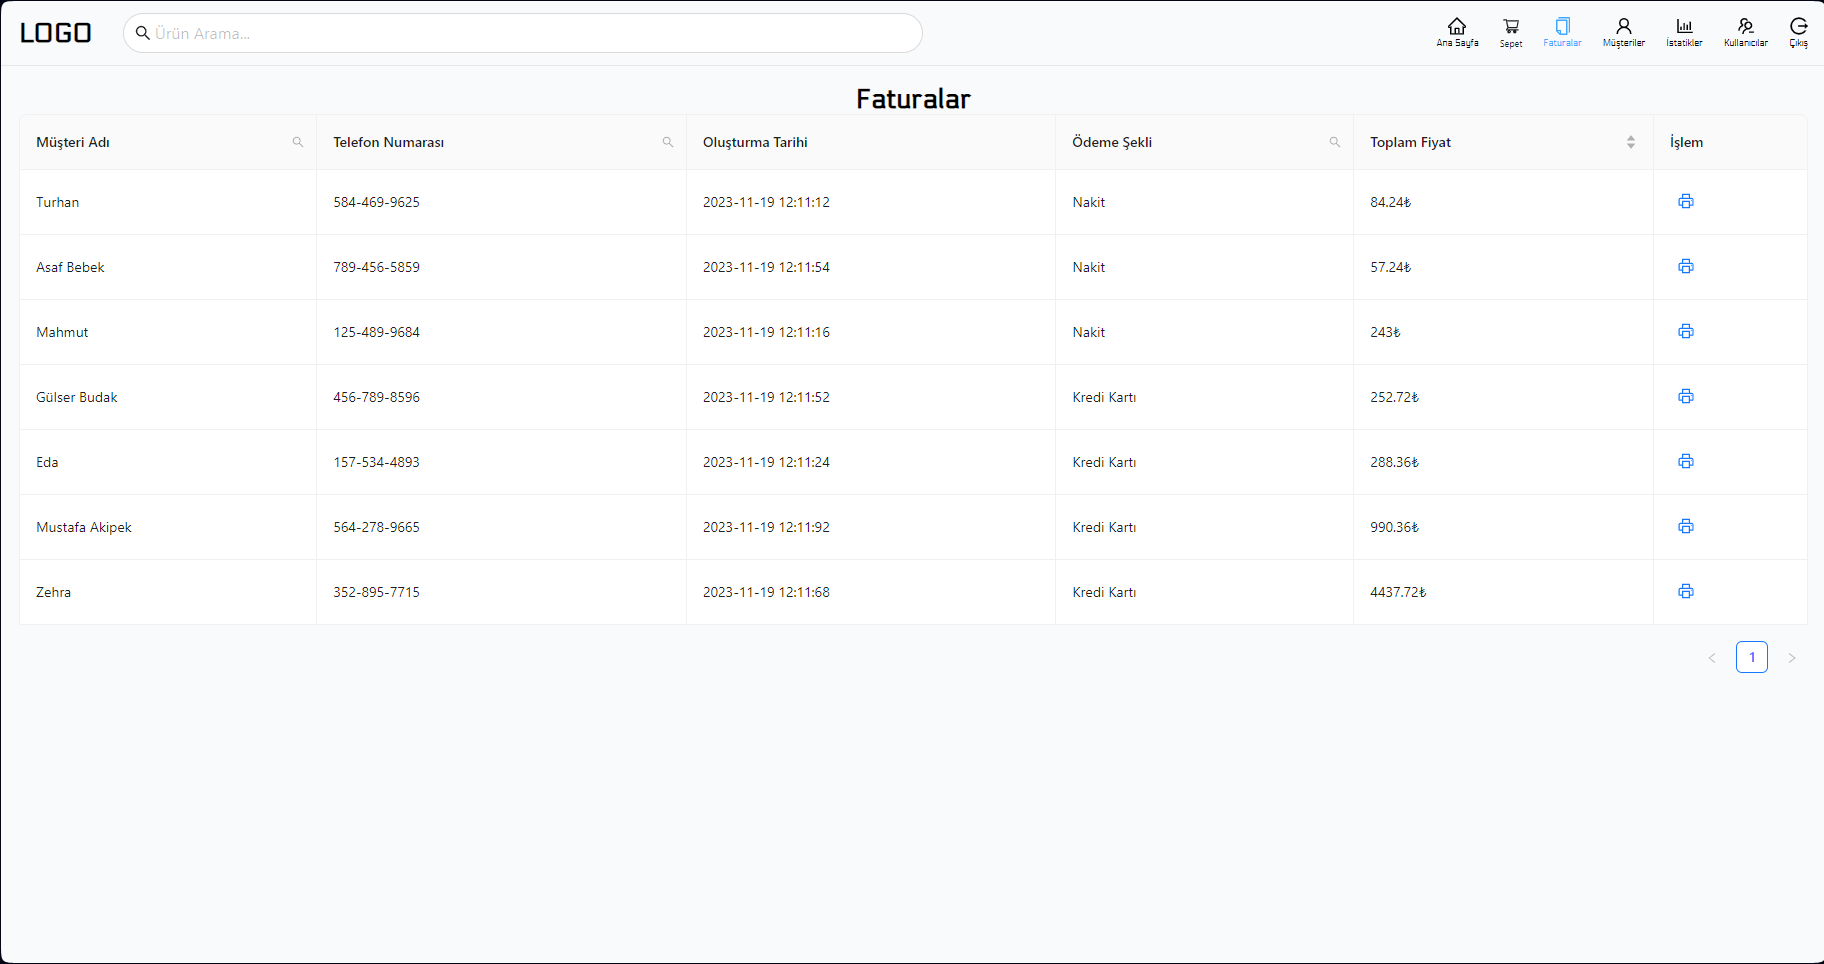 LOGO
Ürün Arama...
Ana Sayfa
Sepet
Faturalar
Müşteriler
İstatikler
Kullanıcılar
Çıkış
Faturalar
Müşteri Adı Telefon Numarası Oluşturma Tarihi Ödeme Şekli Toplam Fiyat İşlem
Turhan 584-469-9625 2023-11-19 12:11:12 Nakit 84.24₺
Asaf Bebek 789-456-5859 2023-11-19 12:11:54 Nakit 57.24₺
Mahmut 125-489-9684 2023-11-19 12:11:16 Nakit 243₺
Gülser Budak 456-789-8596 2023-11-19 12:11:52 Kredi Kartı 252.72₺
Eda 157-534-4893 2023-11-19 12:11:24 Kredi Kartı 288.36₺
Mustafa Akipek 564-278-9665 2023-11-19 12:11:92 Kredi Kartı 990.36₺
Zehra 352-895-7715 2023-11-19 12:11:68 Kredi Kartı 4437.72₺
1